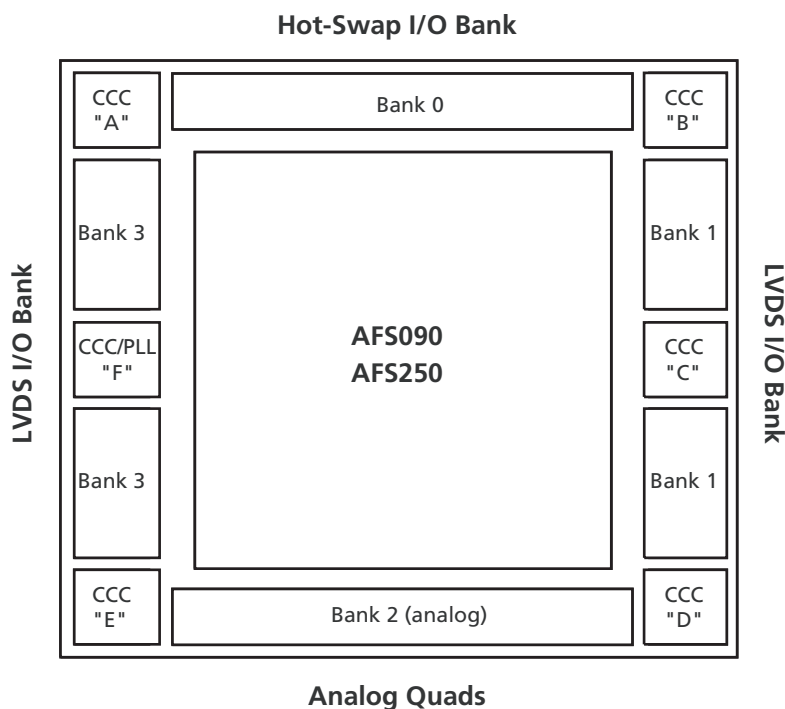 Hot-Swap I/O Bank
CCC
"A"
Bank 0
CCC
"B"
Bank 3
Bank 1
LVDS I/O Bank
CCC/PLL
"F"
AFS090
AFS250
CCC
"C"
LVDS I/O Bank
Bank 3
Bank 1
CCC
"E"
Bank 2 (analog)
CCC
"D"
Analog Quads